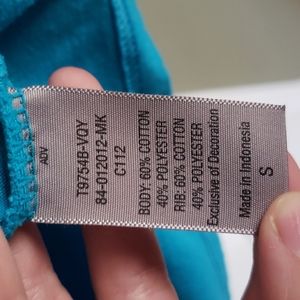 ADV
T9754B-VQY
84-012012-MK
C112
BODY: 60% COTTON
40% POLYESTER
RIB: 60% COTTON
40% POLYESTER
Exclusive of Decoration
Made in Indonesia
S